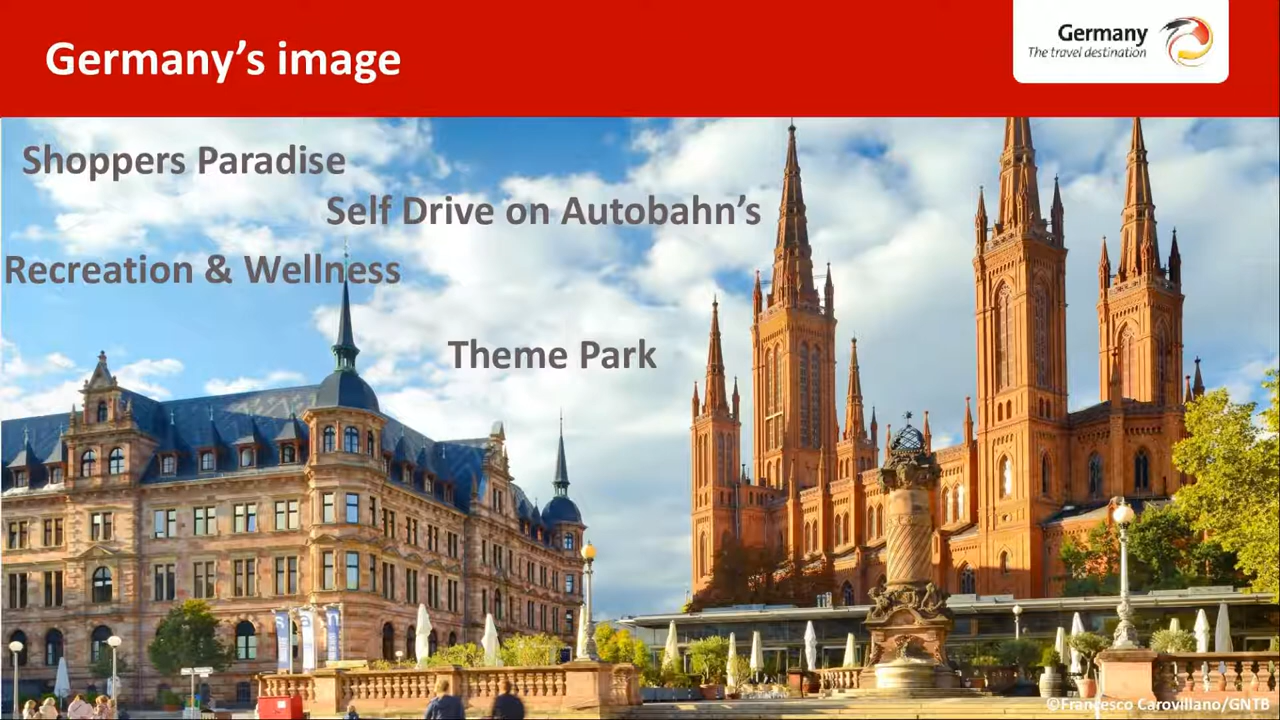 Germany's image
Germany
The travel destination
Shoppers Paradise
Self Drive on Autobahn's
Recreation & Wellness
Theme Park
©Francesco Carovillano/GNTB